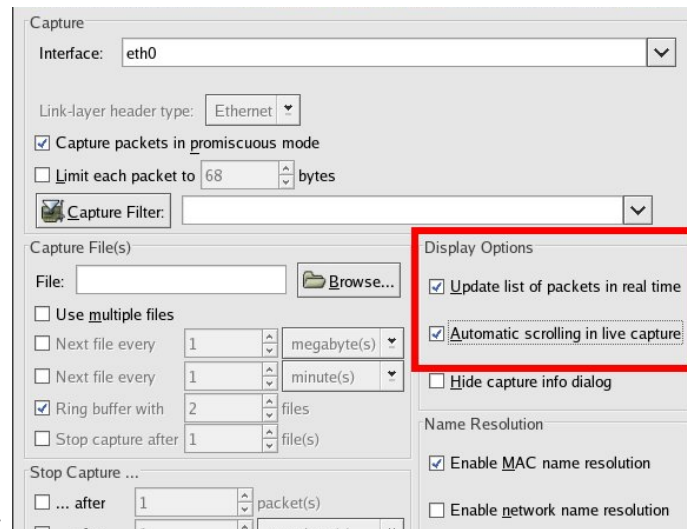 Capture
Interface: eth0
Link-layer header type: Ethernet
Capture packets in promiscuous mode
Limit each packet to 68 bytes
Capture Filter:
Capture File(s)
File: Browse...
Use multiple files
Next file every 1 megabyte(s)
Next file every 1 minute(s)
Ring buffer with 2 files
Stop capture after 1 file(s)
Stop Capture ...
... after 1 packet(s)
Display Options
Update list of packets in real time
Automatic scrolling in live capture
Hide capture info dialog
Name Resolution
Enable MAC name resolution
Enable network name resolution